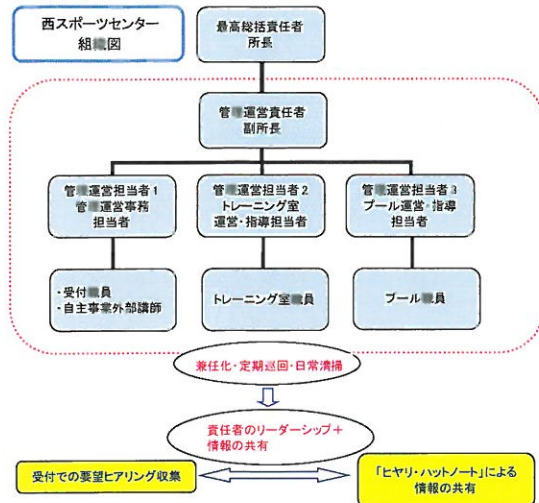 西スポーツセンター
組織図
最高総括責任者
所長
管理運営責任者
副所長
管理運営担当者1
管理運営事務
担当者
管理運営担当者2
トレーニング室
運営・指導担当者
管理運営担当者3
プール運営・指導
担当者
・受付職員
・自主事業外部講師
トレーニング室職員
プール職員
兼任化・定期巡回・日常清掃
責任者のリーダーシップ+
情報の共有
受付での要望ヒアリング収集
「ヒヤリ・ハットノート」による
情報の共有